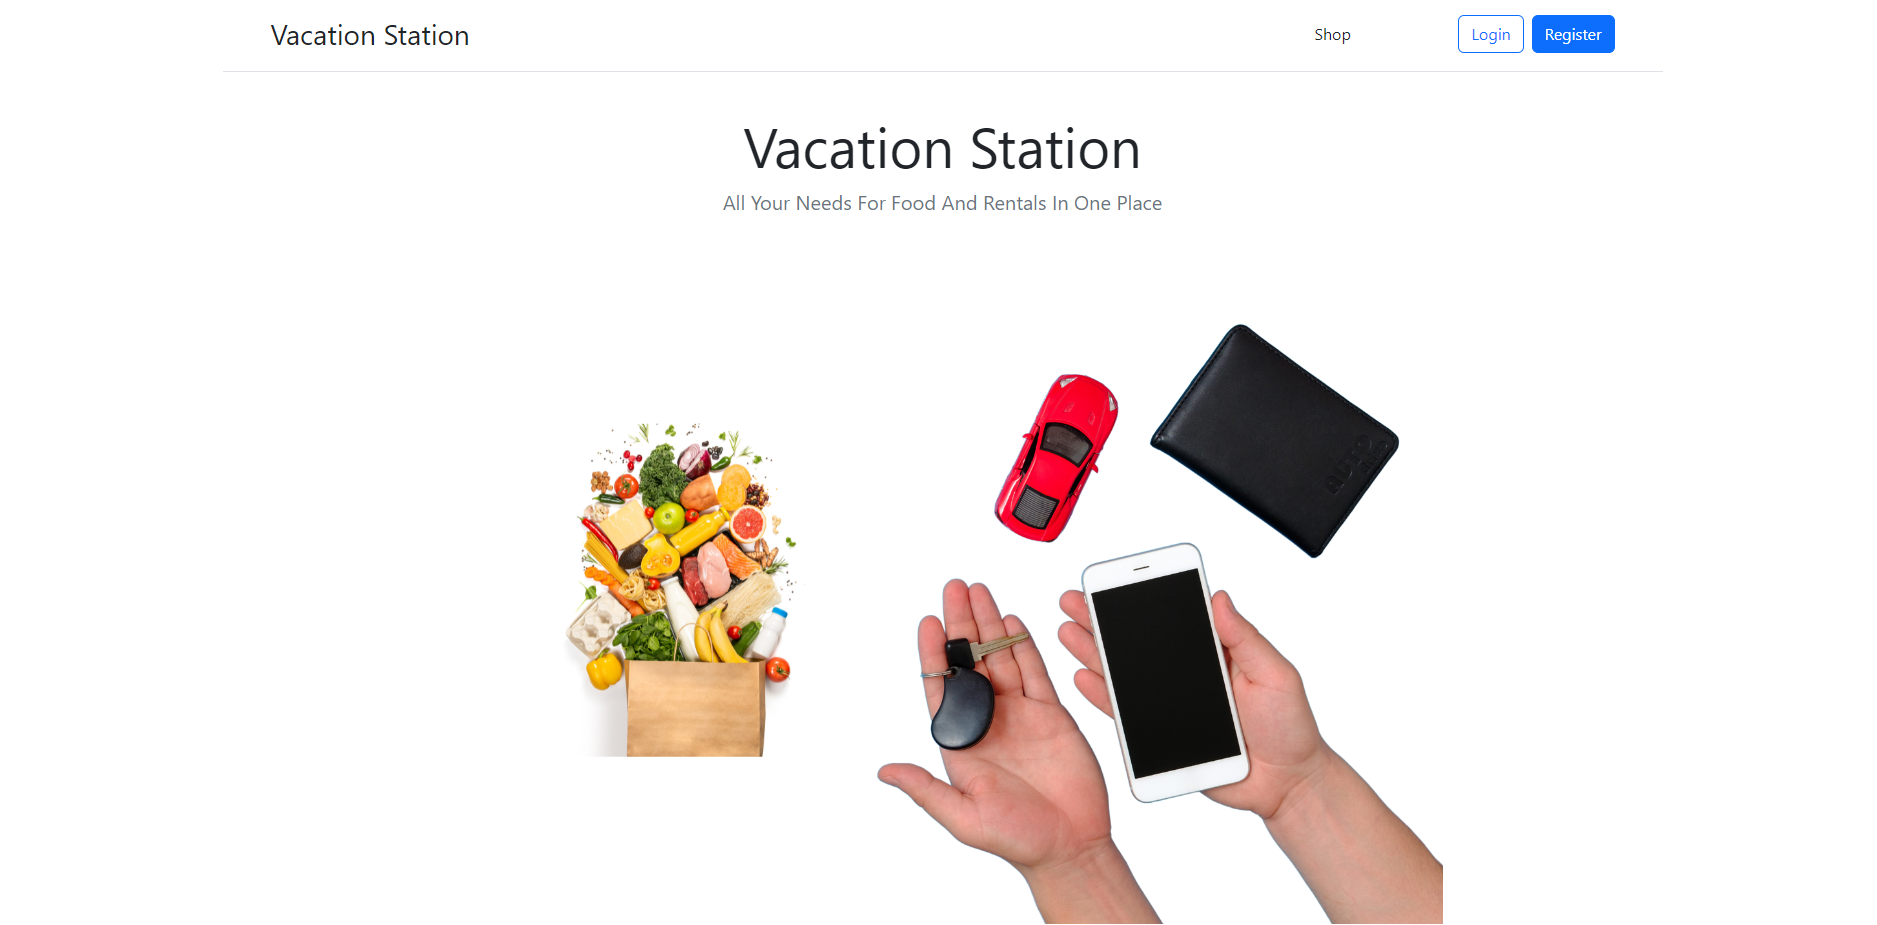 Vacation Station
Shop
Login
Register
Vacation Station
All Your Needs For Food And Rentals In One Place